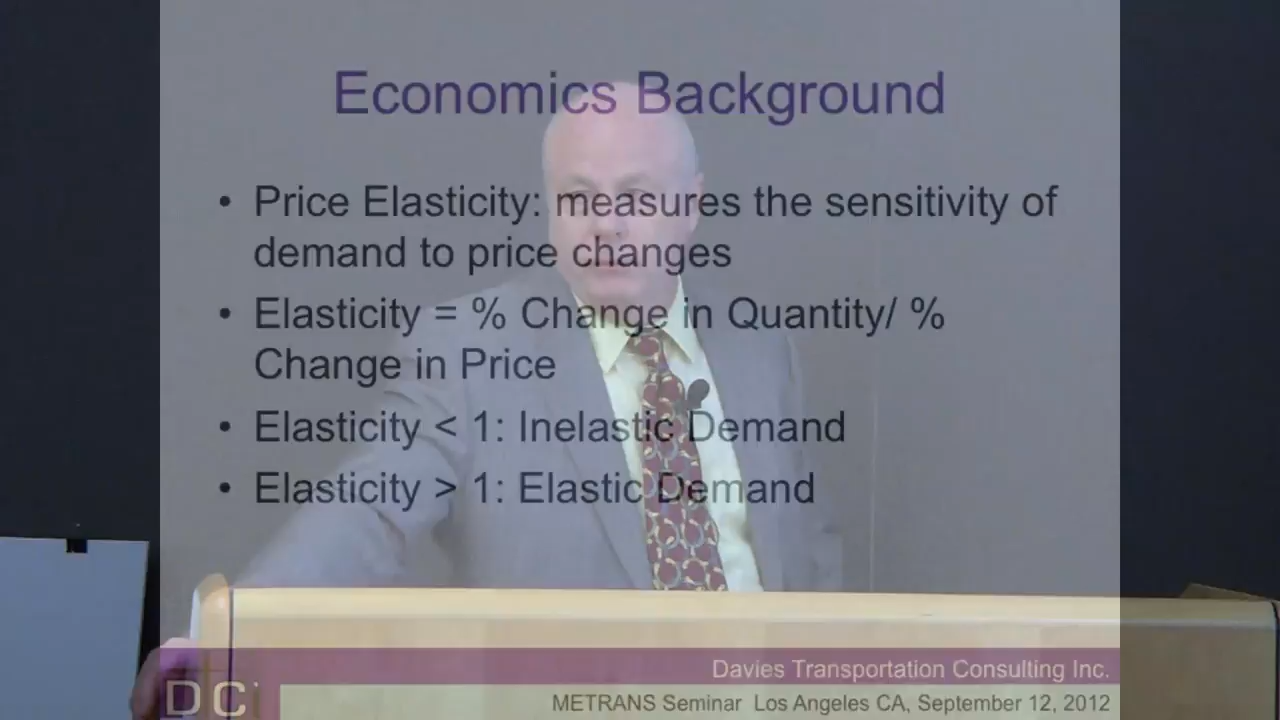 Economics Background
• Price Elasticity: measures the sensitivity of
demand to price changes
• Elasticity = % Change in Quantity/ %
Change in Price
• Elasticity < 1: Inelastic Demand
• Elasticity > 1: Elastic Demand
Davies Transportation Consulting Inc.
DC
METRANS Seminar Los Angeles CA, September 12, 2012